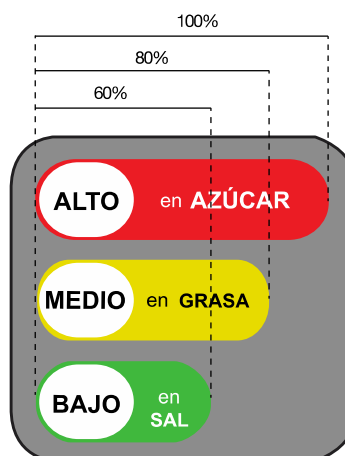 100%
80%
60%
ALTO en AZÚCAR
MEDIO en GRASA
BAJO en
SAL